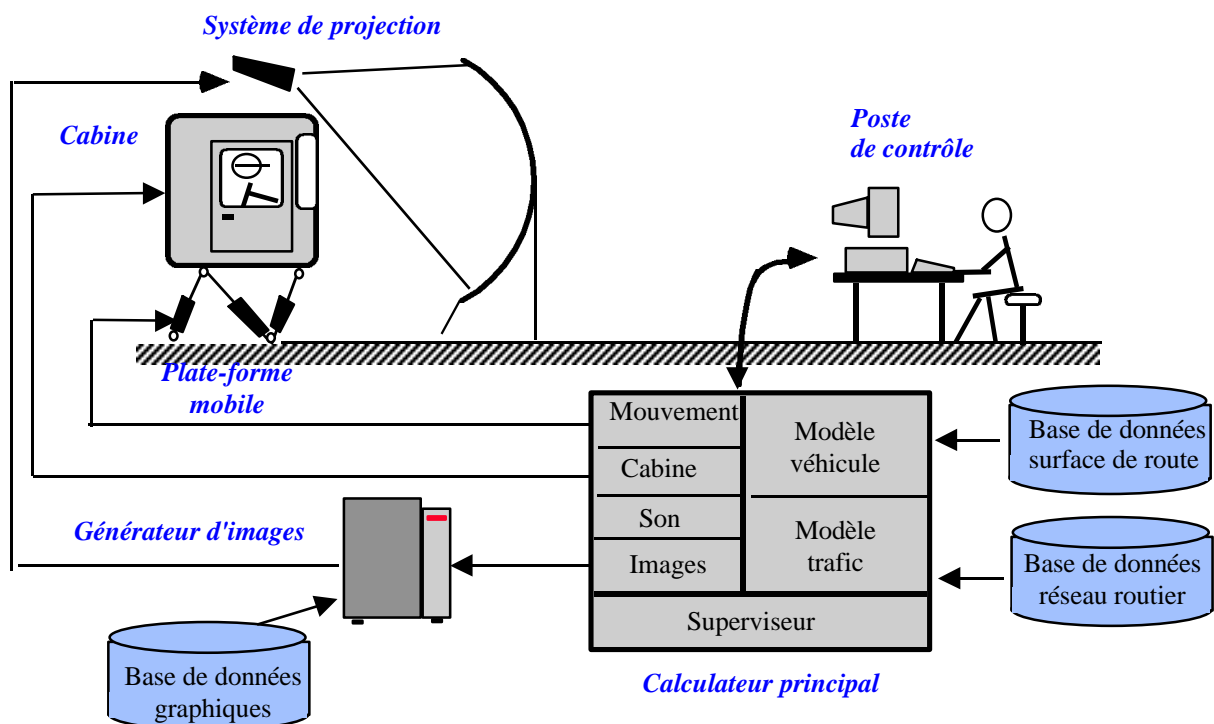 Système de projection
Cabine
Poste
de contrôle
Plate-forme
mobile
Mouvement
Cabine
Son
Images
Modèle
véhicule
Modèle
trafic
Superviseur
Base de données
surface de route
Base de données
réseau routier
Générateur d'images
Base de données
graphiques
Calculateur principal